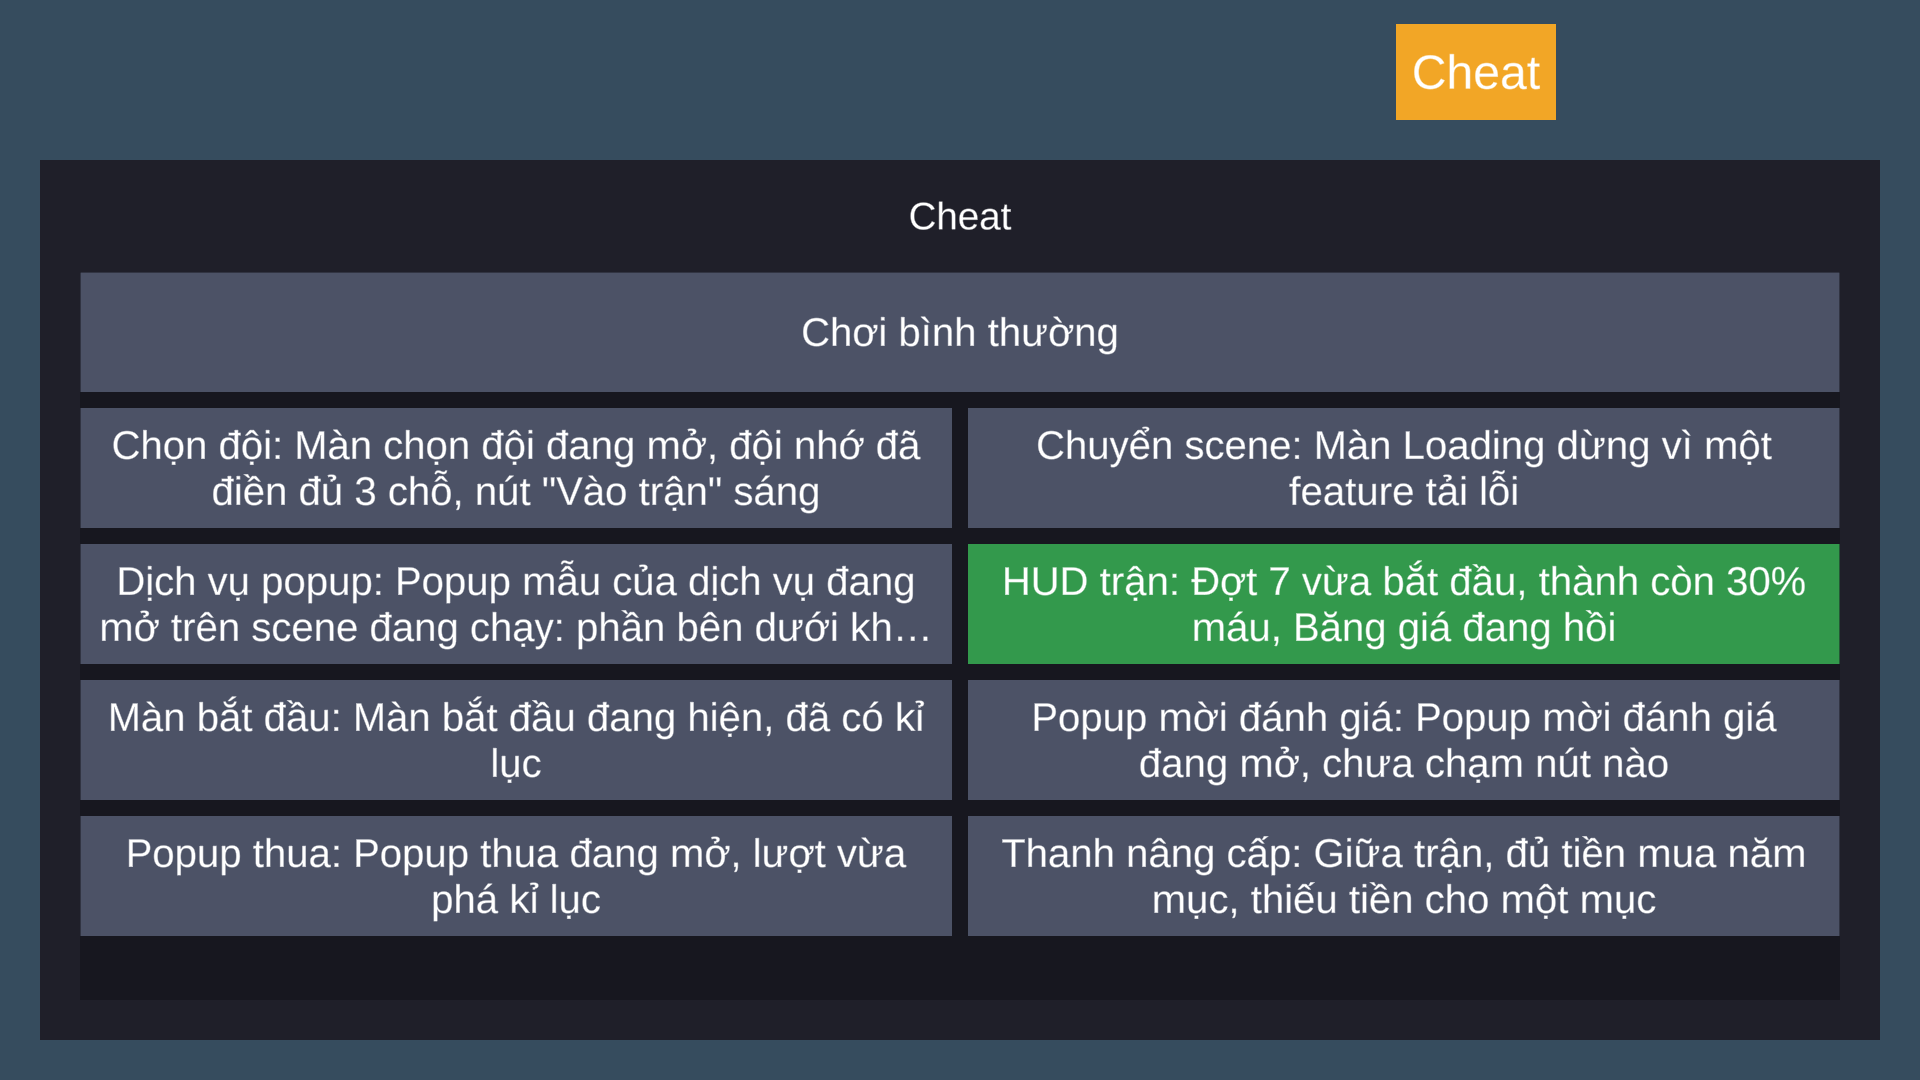 Cheat
Cheat
Chơi bình thường
Chọn đội: Màn chọn đội đang mở, đội nhớ đã
điền đủ 3 chỗ, nút "Vào trận" sáng
Chuyển scene: Màn Loading dừng vì một
feature tải lỗi
Dịch vụ popup: Popup mẫu của dịch vụ đang
mở trên scene đang chạy: phần bên dưới kh…
HUD trận: Đợt 7 vừa bắt đầu, thành còn 30%
máu, Băng giá đang hồi
Màn bắt đầu: Màn bắt đầu đang hiện, đã có kỉ
lục
Popup mời đánh giá: Popup mời đánh giá
đang mở, chưa chạm nút nào
Popup thua: Popup thua đang mở, lượt vừa
phá kỉ lục
Thanh nâng cấp: Giữa trận, đủ tiền mua năm
mục, thiếu tiền cho một mục